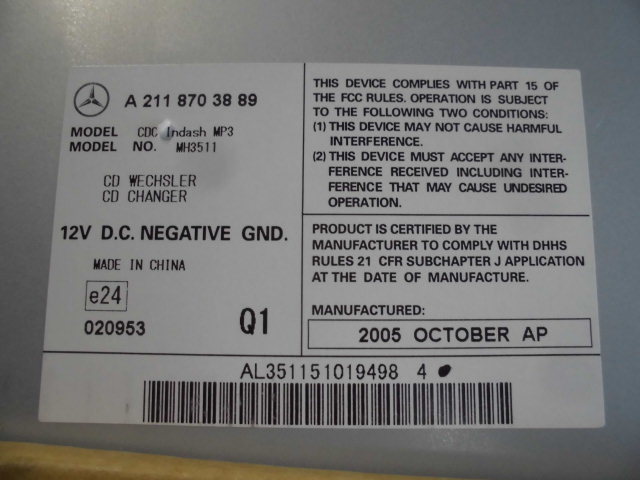 A 211 870 38 89
MODEL CDC Indash MP3
MODEL NO. MH3511
CD WECHSLER
CD CHANGER
12V D.C. NEGATIVE GND.
MADE IN CHINA
e24
020953
Q1
THIS DEVICE COMPLIES WITH PART 15 OF
THE FCC RULES. OPERATION IS SUBJECT
TO THE FOLLOWING TWO CONDITIONS:
(1) THIS DEVICE MAY NOT CAUSE HARMFUL
INTERFERENCE.
(2) THIS DEVICE MUST ACCEPT ANY INTER-
FERENCE RECEIVED INCLUDING INTER-
FERENCE THAT MAY CAUSE UNDESIRED
OPERATION.
PRODUCT IS CERTIFIED BY THE
MANUFACTURER TO COMPLY WITH DHHS
RULES 21 CFR SUBCHAPTER J APPLICATION
AT THE DATE OF MANUFACTURE.
MANUFACTURED:
2005 OCTOBER AP
AL351151019498 4